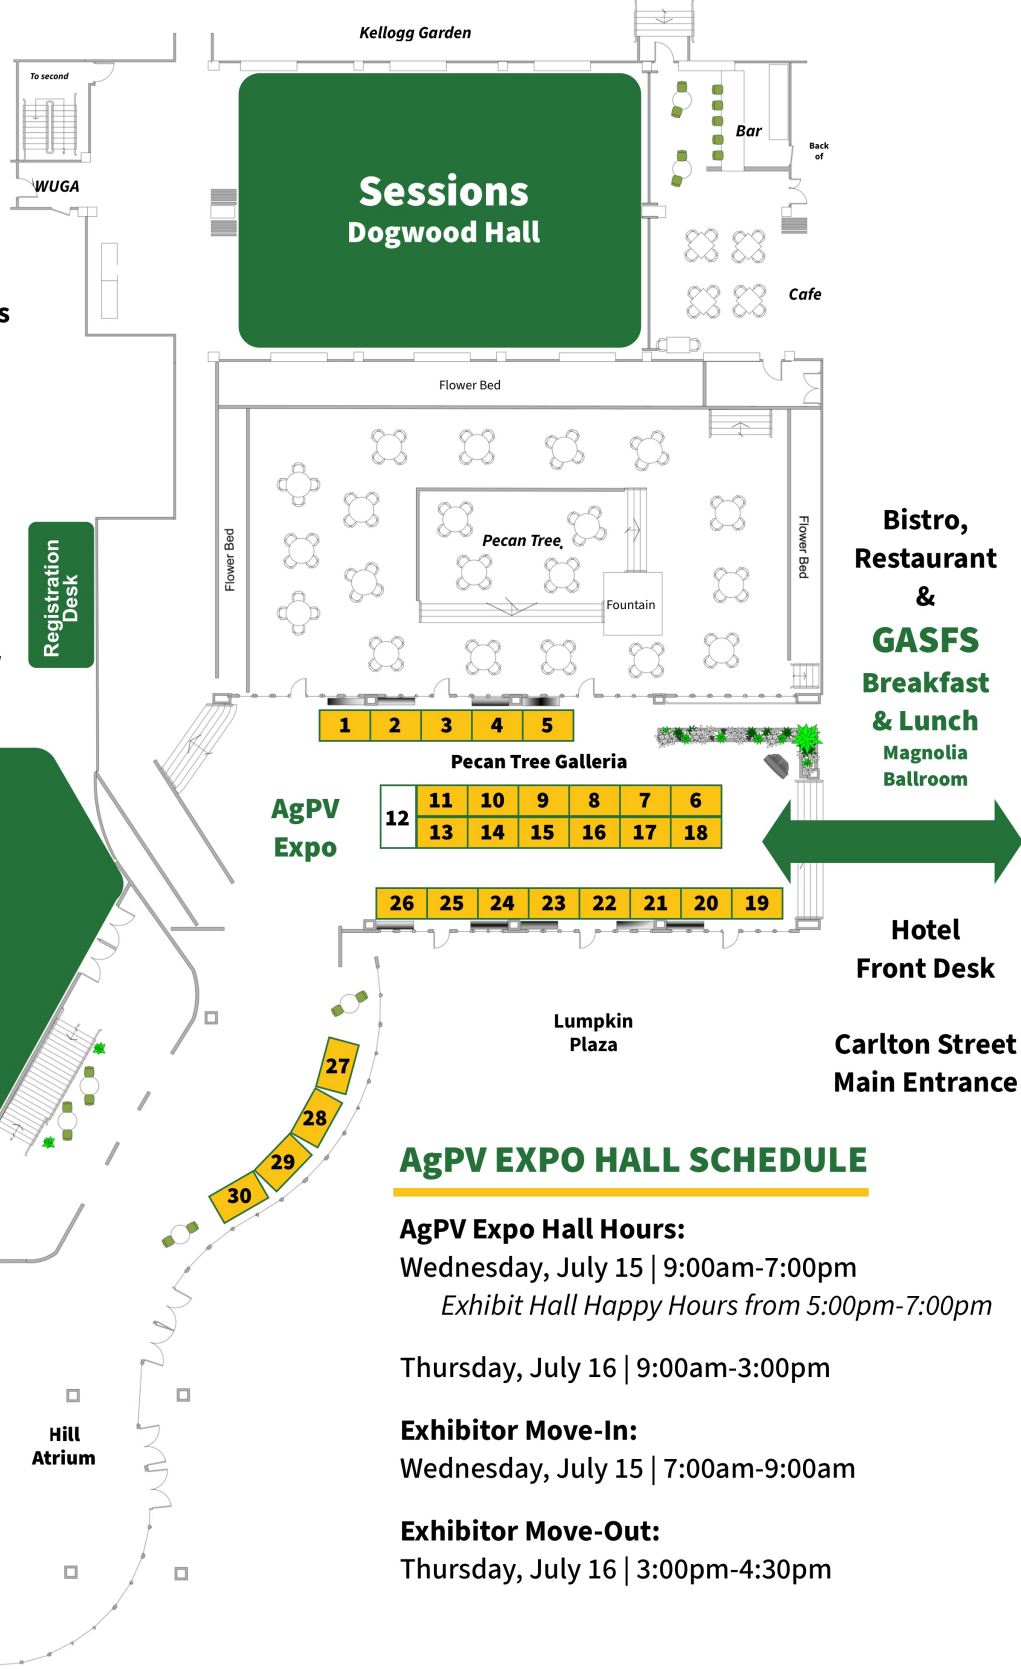 Kellogg Garden
To second
WUGA
Sessions
Dogwood Hall
Bar
Back
of
Cafe
s
Flower Bed
Flower Bed
Pecan Tree
Fountain
Flower Bed
Registration
Desk
Bistro,
Restaurant
&
GASFS
Breakfast
& Lunch
Magnolia
Ballroom
1 2 3 4 5
Pecan Tree Galleria
AgPV
Expo
12
11 10 9 8 7 6
13 14 15 16 17 18
26 25 24 23 22 21 20 19
Hotel
Front Desk
Carlton Street
Main Entrance
Lumpkin
Plaza
27
28
29
30
Hill
Atrium
AgPV EXPO HALL SCHEDULE
AgPV Expo Hall Hours:
Wednesday, July 15 | 9:00am-7:00pm
Exhibit Hall Happy Hours from 5:00pm-7:00pm
Thursday, July 16 | 9:00am-3:00pm
Exhibitor Move-In:
Wednesday, July 15 | 7:00am-9:00am
Exhibitor Move-Out:
Thursday, July 16 | 3:00pm-4:30pm